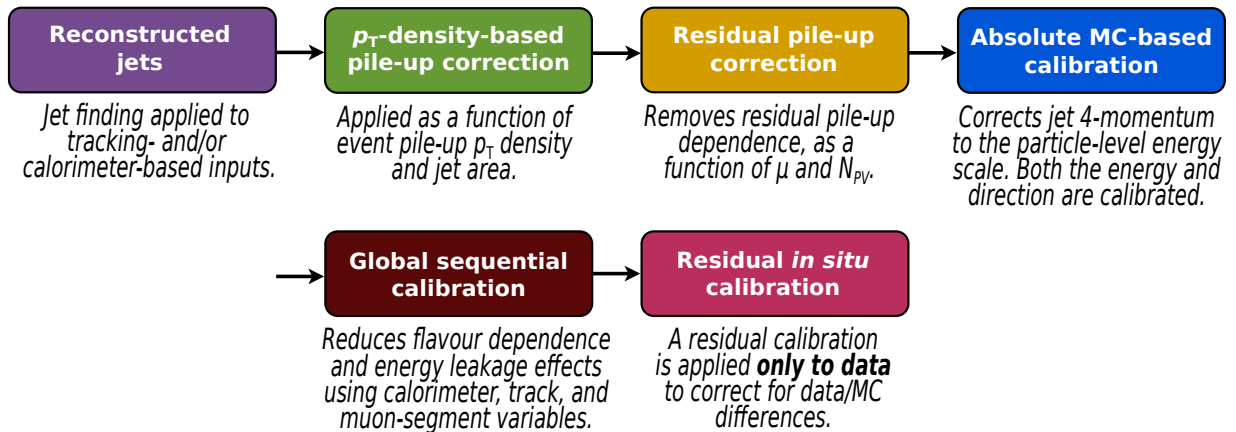 Reconstructed
jets
Jet finding applied to
tracking- and/or
calorimeter-based inputs.
pT-density-based
pile-up correction
Applied as a function of
event pile-up pT density
and jet area.
Residual pile-up
correction
Removes residual pile-up
dependence, as a
function of µ and NPV.
Absolute MC-based
calibration
Corrects jet 4-momentum
to the particle-level energy
scale. Both the energy and
direction are calibrated.
Global sequential
calibration
Reduces flavour dependence
and energy leakage effects
using calorimeter, track, and
muon-segment variables.
Residual in situ
calibration
A residual calibration
is applied only to data
to correct for data/MC
differences.